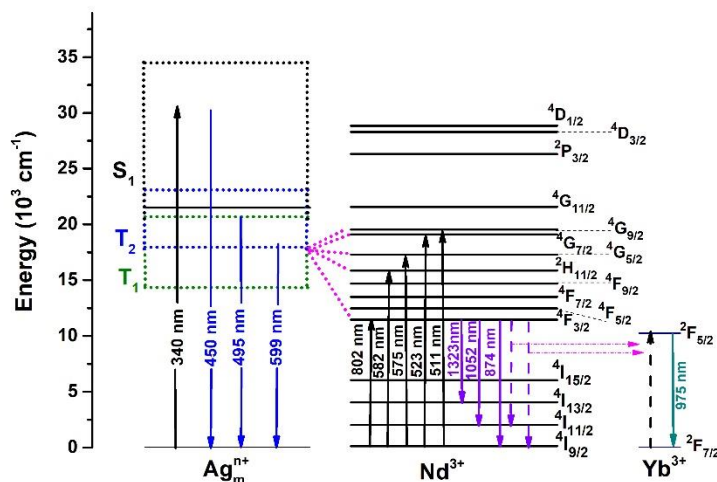 Energy (10³ cm⁻¹)
35
30
25
20
15
10
5
0
S₁
T₂
T₁
340 nm
450 nm
495 nm
599 nm
Agₘⁿ⁺
⁴D₁/₂
⁴D₃/₂
²P₃/₂
⁴G₁₁/₂
⁴G₉/₂
⁴G₇/₂
⁴G₅/₂
²H₁₁/₂
⁴F₉/₂
⁴F₇/₂
⁴F₅/₂
⁴F₃/₂
802 nm
582 nm
575 nm
523 nm
511 nm
1323nm
1052 nm
874 nm
⁴I₁₅/₂
⁴I₁₃/₂
⁴I₁₁/₂
⁴I₉/₂
Nd³⁺
²F₅/₂
975 nm
²F₇/₂
Yb³⁺